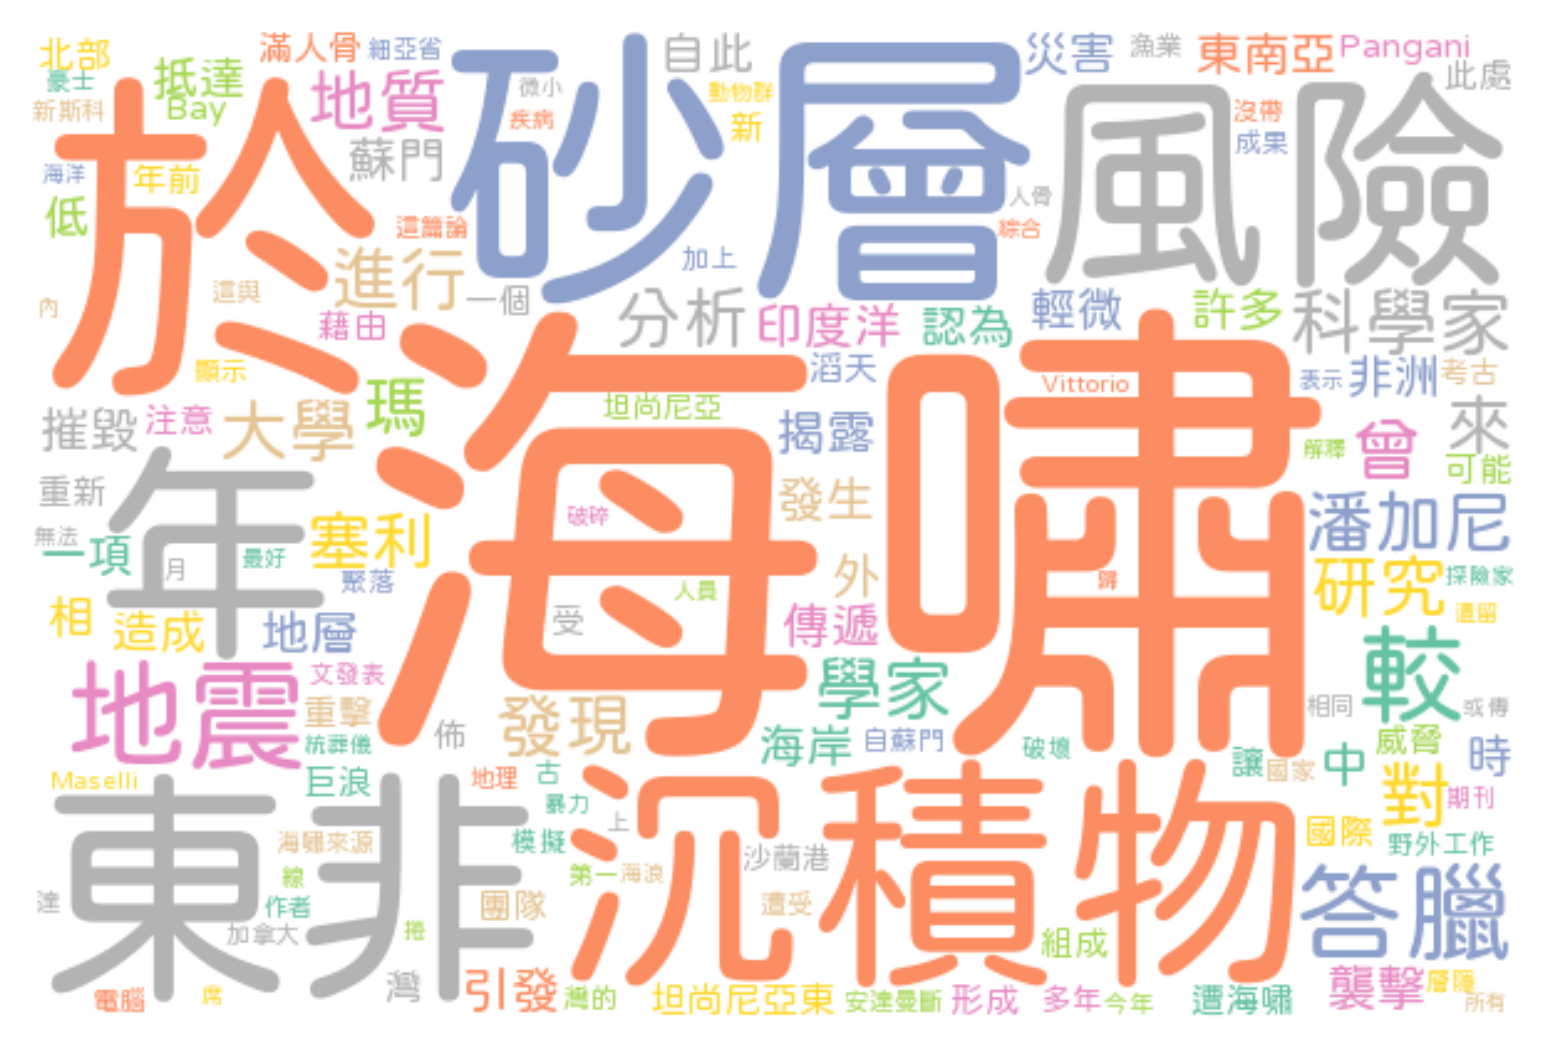 北部
滿人骨
細亞省
自此
災害
漁業
東南亞
Pangani
豪士
抵達
地質
砂層
微小
動物群
風險
此處
新斯科
Bay
疾病
新
沒帶
於
蘇門
成果
海洋
年前
人骨
低
這篇論
綜合
進行
加上
內
這與
一個
分析
印度洋
認為
輕微
許多
科學家
藉由
海嘯
顯示
滔天
Vittorio
表示
非洲
考古
瑪
坦尚尼亞
摧毀
注意
大學
揭露
曾
來
解釋
可能
年
重新
發生
無法
一項
塞利
破碎
潘加尼
最好
月
聚落
外
歸
研究
探險家
相
造成
地層
受
人員
傳遞
遺留
地震
文發表
學家
較
重擊
發現
相同
或傳
佈
海岸
自蘇門
破壞
讓
國家
中
威脅
時
Maselli
巨浪
地理
古
沉積物
對
期刊
東非
暴力
上
海嘯來源
模擬
沙蘭港
國際
野外工作
線
第一
海浪
答臘
達
作者
團隊
遭受
加拿大
捲
組成
灣
引發
襲擊
電腦
席
灣的
坦尚尼亞東
安達曼斷
形成
多年
今年
遭海嘯
層隱
所有